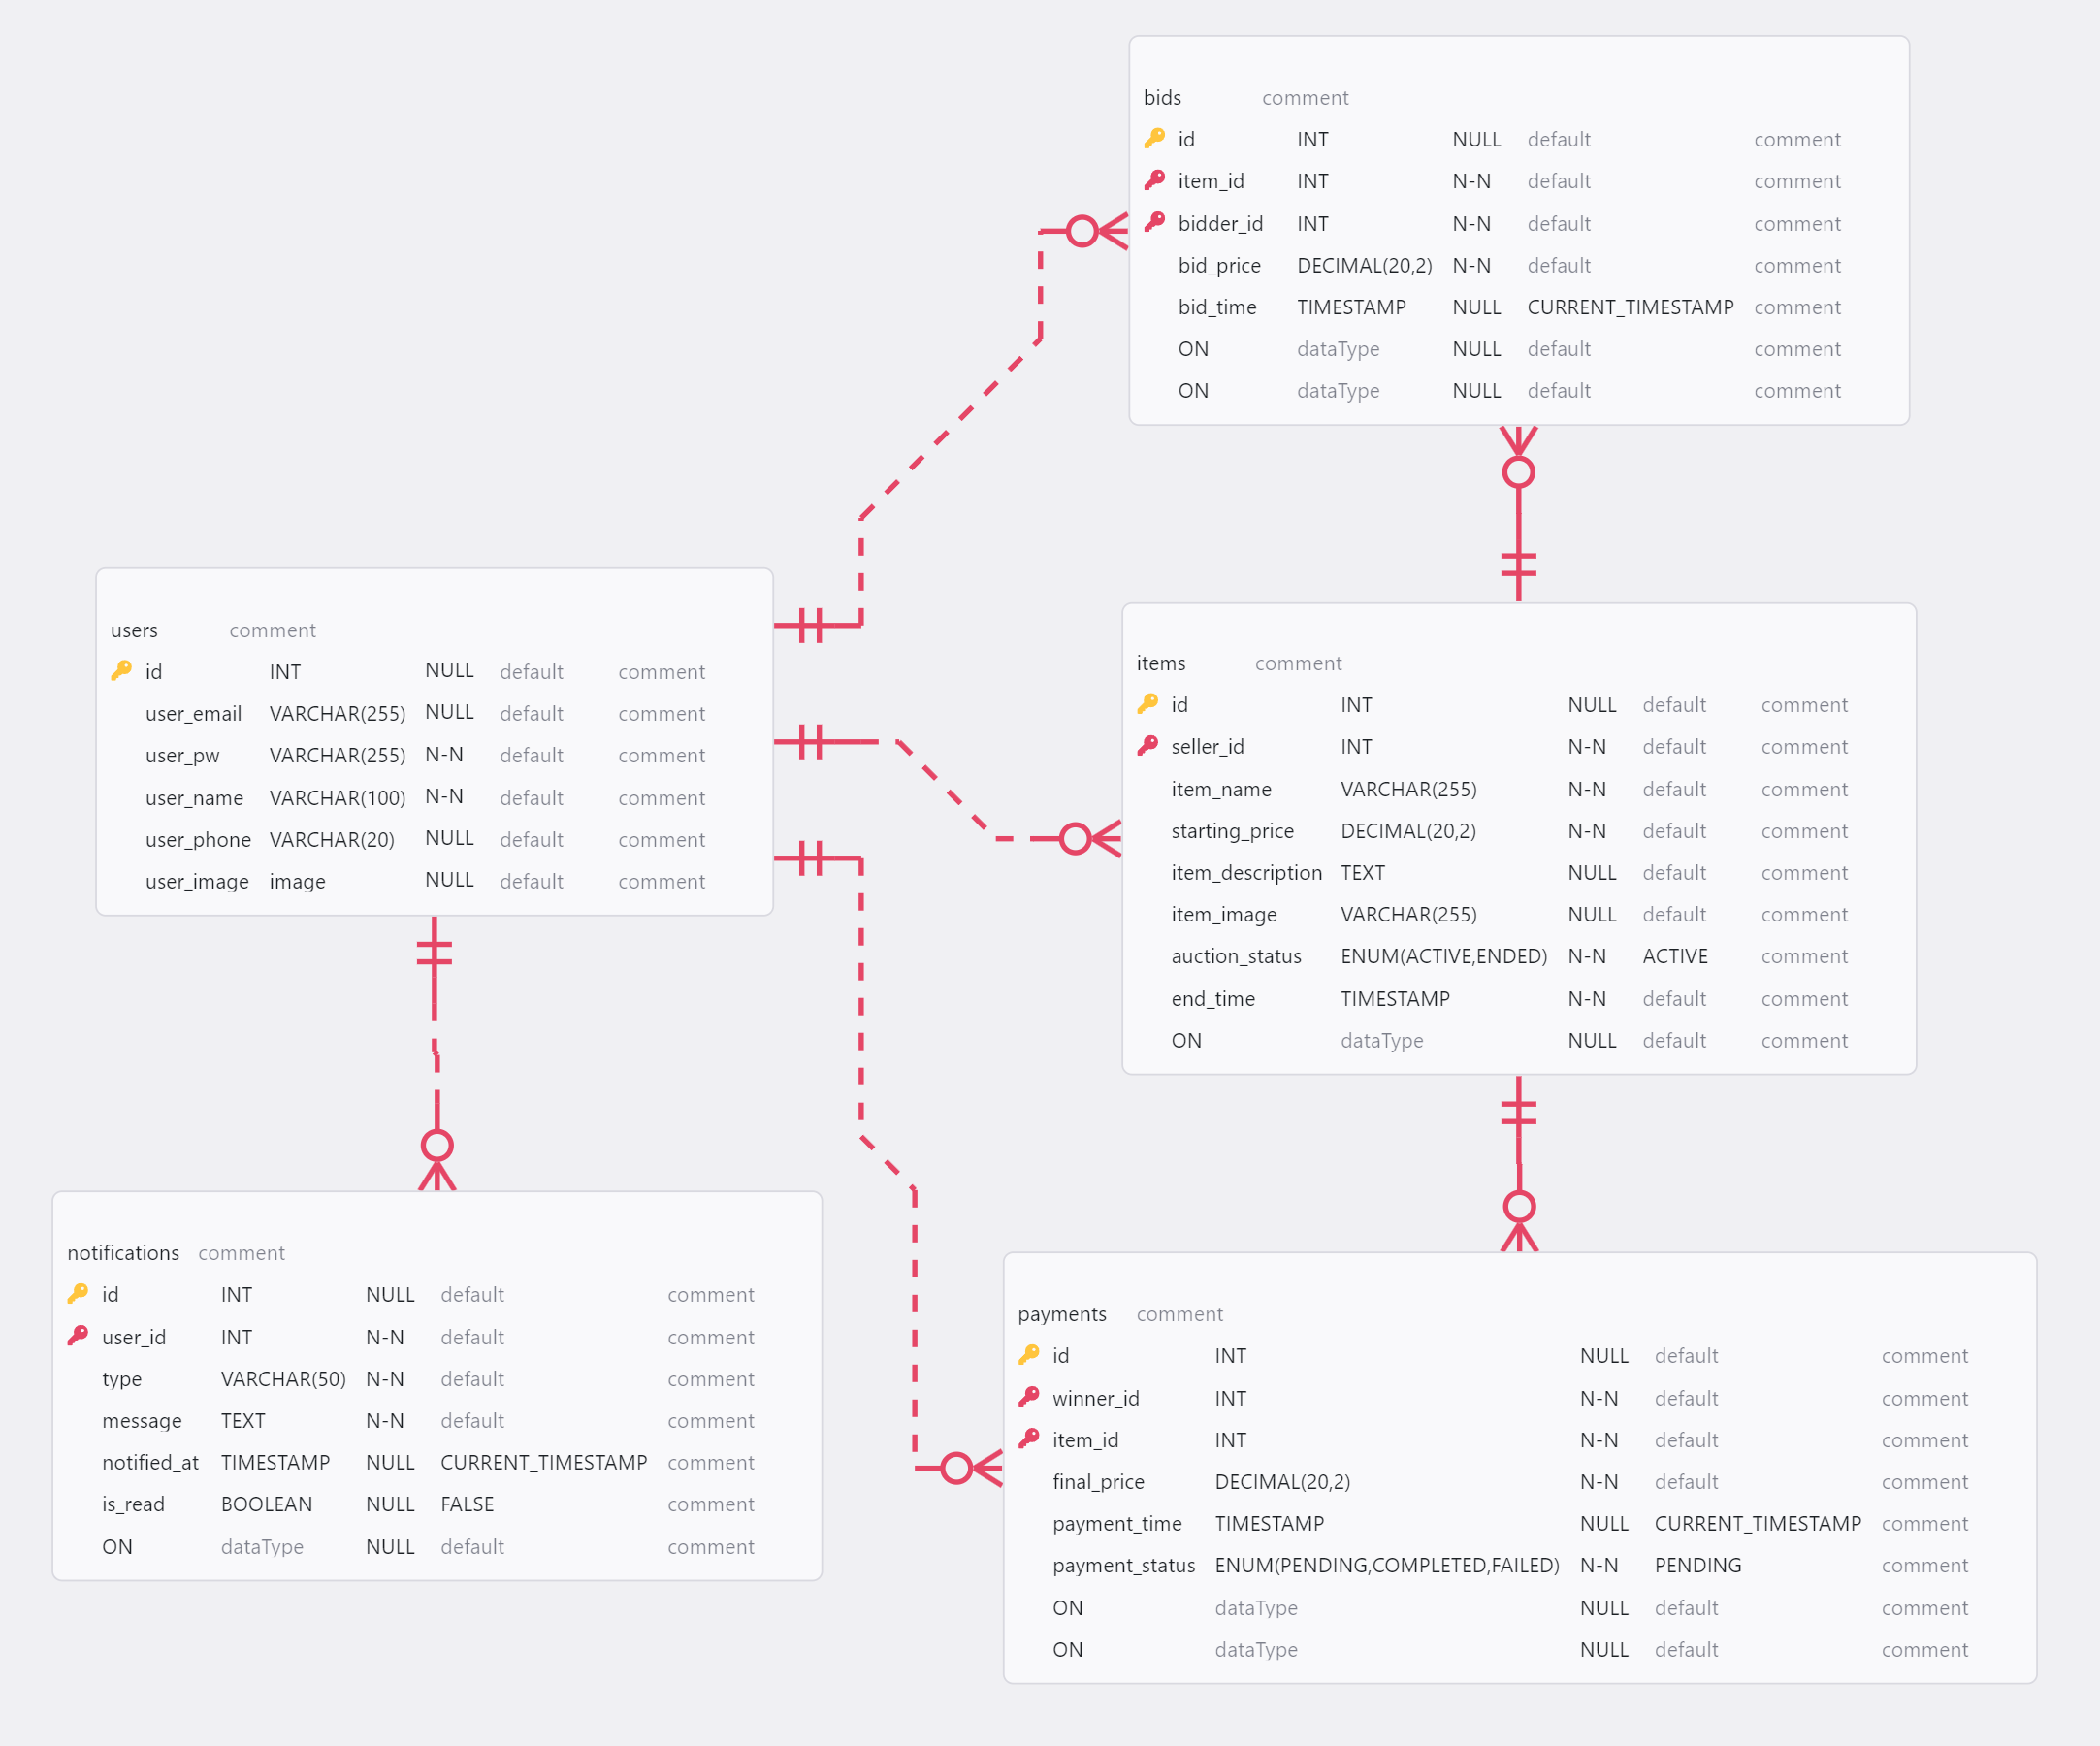 bids comment
id INT NULL default comment
item_id INT N-N default comment
bidder_id INT N-N default comment
bid_price DECIMAL(20,2) N-N default comment
bid_time TIMESTAMP NULL CURRENT_TIMESTAMP comment
ON dataType NULL default comment
ON dataType NULL default comment
users comment
id INT NULL default comment
user_email VARCHAR(255) NULL default comment
user_pw VARCHAR(255) N-N default comment
user_name VARCHAR(100) N-N default comment
user_phone VARCHAR(20) NULL default comment
user_image image NULL default comment
items comment
id INT NULL default comment
seller_id INT N-N default comment
item_name VARCHAR(255) N-N default comment
starting_price DECIMAL(20,2) N-N default comment
item_description TEXT NULL default comment
item_image VARCHAR(255) NULL default comment
auction_status ENUM(ACTIVE,ENDED) N-N ACTIVE comment
end_time TIMESTAMP N-N default comment
ON dataType NULL default comment
notifications comment
id INT NULL default comment
user_id INT N-N default comment
type VARCHAR(50) N-N default comment
message TEXT N-N default comment
notified_at TIMESTAMP NULL CURRENT_TIMESTAMP comment
is_read BOOLEAN NULL FALSE comment
ON dataType NULL default comment
payments comment
id INT NULL default comment
winner_id INT N-N default comment
item_id INT N-N default comment
final_price DECIMAL(20,2) N-N default comment
payment_time TIMESTAMP NULL CURRENT_TIMESTAMP comment
payment_status ENUM(PENDING,COMPLETED,FAILED) N-N PENDING comment
ON dataType NULL default comment
ON dataType NULL default comment